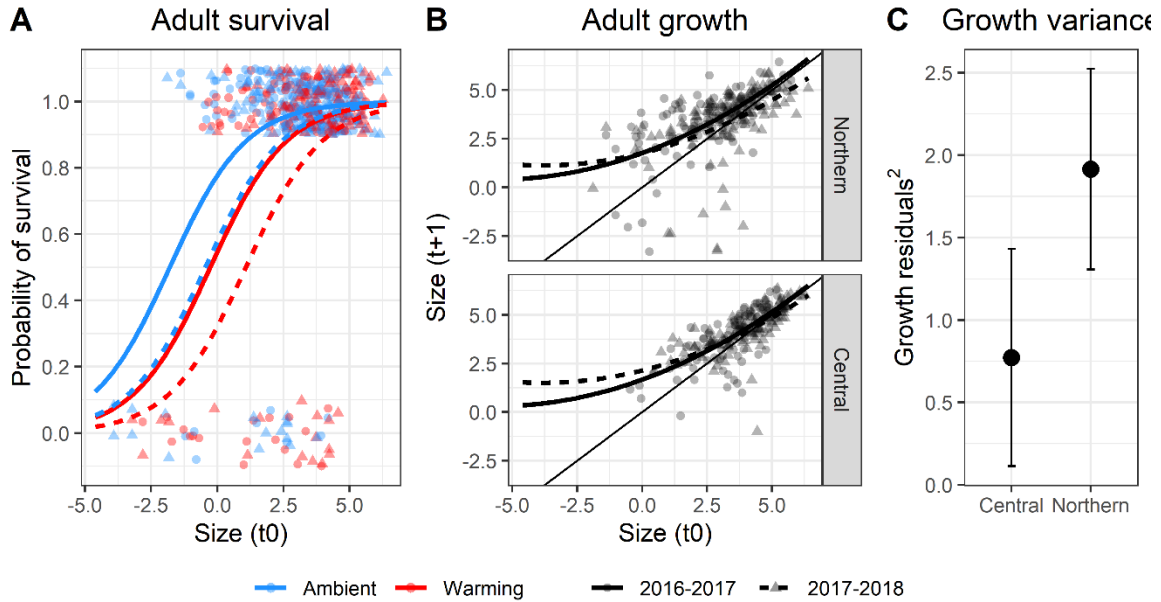 A Adult survival
Probability of survival
1.0
0.8
0.6
0.4
0.2
0.0
-5.0 -2.5 0.0 2.5 5.0
Size (t0)
B Adult growth
Size (t+1)
5.0
2.5
0.0
-2.5
Northern
5.0
2.5
0.0
-2.5
Central
-5.0 -2.5 0.0 2.5 5.0
Size (t0)
C Growth variance
Growth residuals²
2.5
2.0
1.5
1.0
0.5
0.0
Central Northern
Ambient Warming 2016-2017 2017-2018